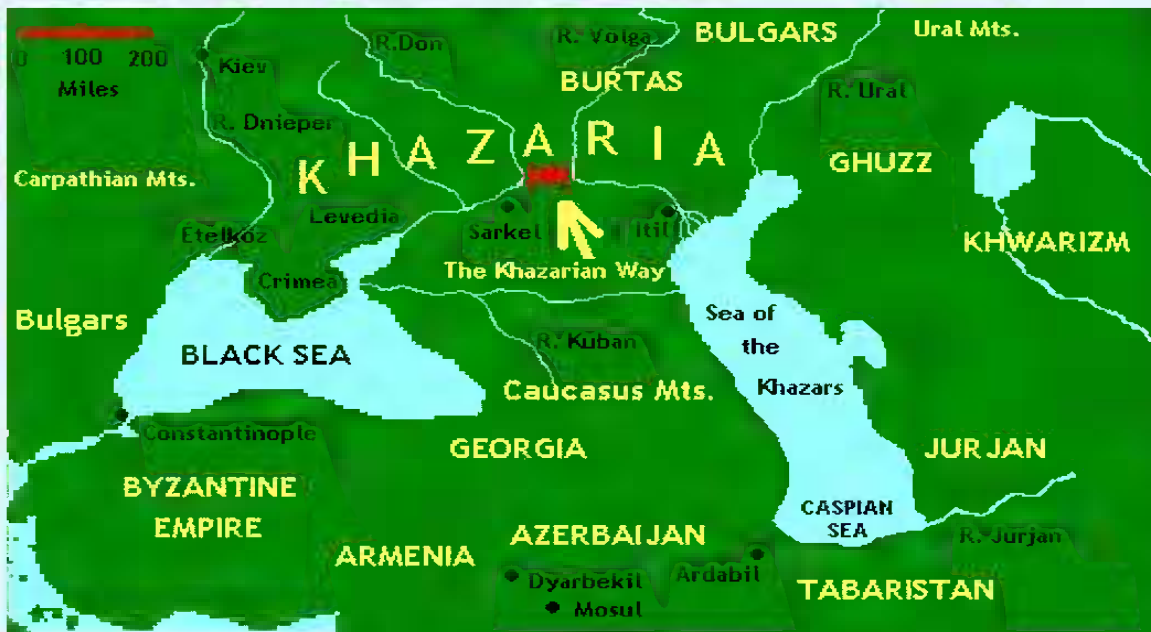 BULGARS
Ural Mts.
R.Don
R. Volga
0 100 200
Miles
Kiev
BURTAS
R. Ural
R. Dnieper
KHAZARIA
GHUZZ
Carpathian Mts.
Levedia
Etelkoz
Sarkel
Itil
KHWARIZM
The Khazarian Way
Crimea
Bulgars
Sea of
the
Khazars
BLACK SEA
R. Kuban
Caucasus Mts.
Constantinople
GEORGIA
JURJAN
BYZANTINE
EMPIRE
CASPIAN
SEA
AZERBAIJAN
R. Jurjan
ARMENIA
Dyarbekil
Ardabil
TABARISTAN
Mosul